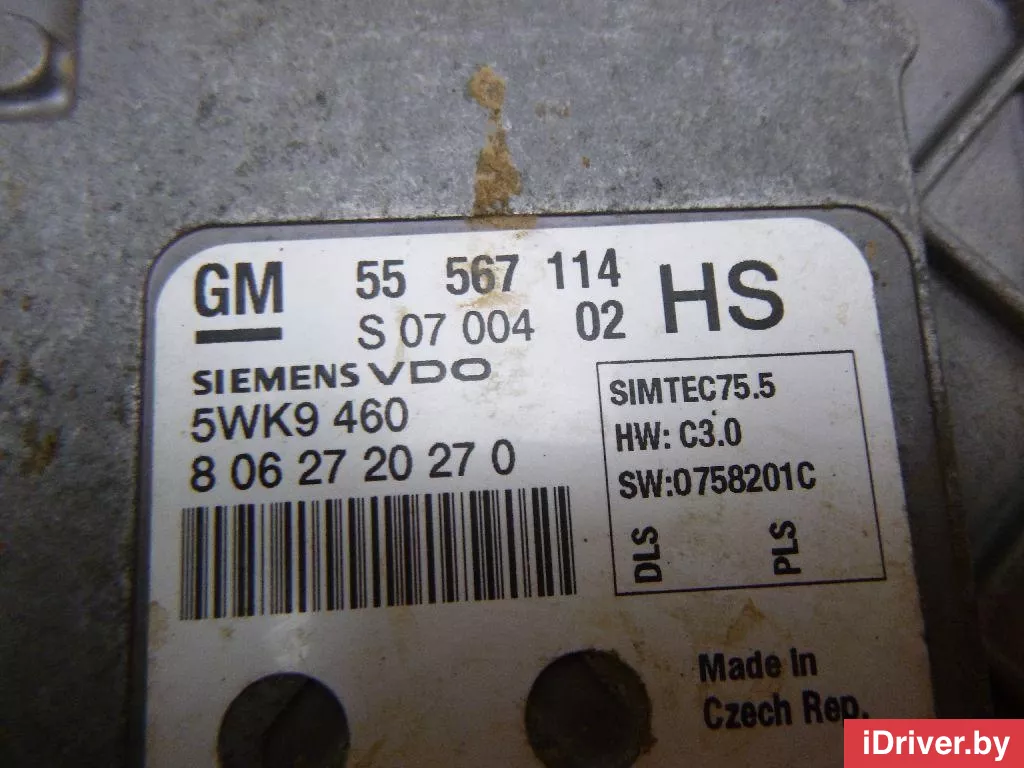 GM 55 567 114 HS
S 07 004 02
SIEMENS VDO
5WK9 460
8 06 27 20 27 0
SIMTEC75.5
HW: C3.0
SW:0758201C
DLS PLS
Made in
Czech Rep.
iDriver.by